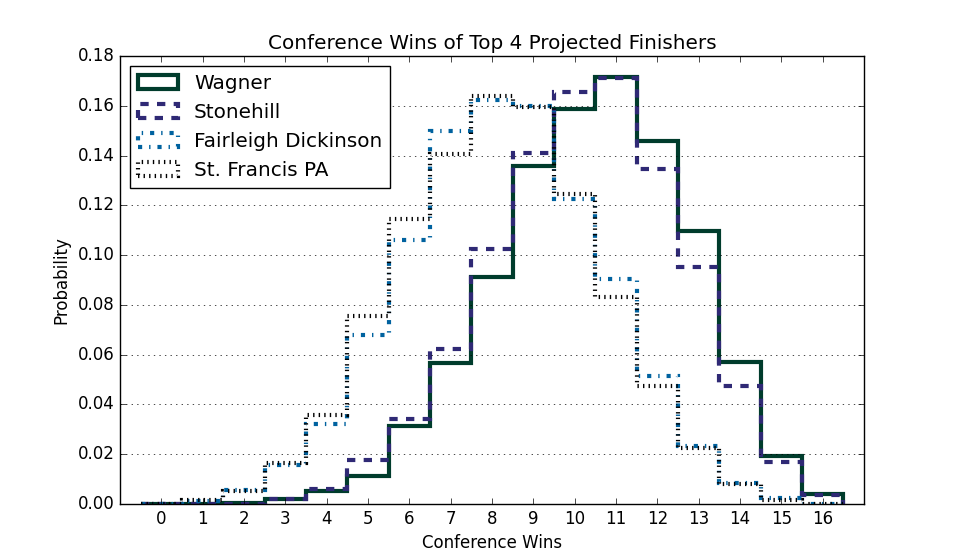 Conference Wins of Top 4 Projected Finishers
Wagner
Stonehill
Fairleigh Dickinson
St. Francis PA
Probability
0.18
0.16
0.14
0.12
0.10
0.08
0.06
0.04
0.02
0.00
0 1 2 3 4 5 6 7 8 9 10 11 12 13 14 15 16
Conference Wins